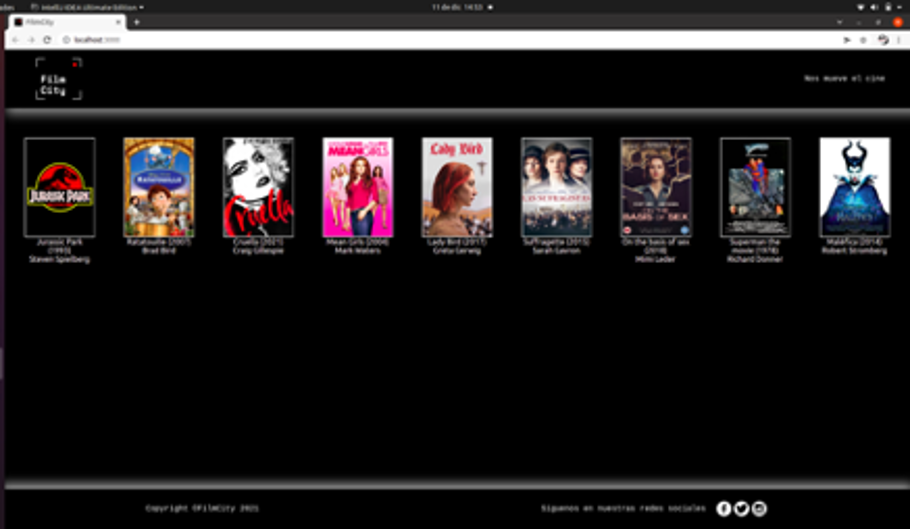 IntelliJ IDEA Ultimate Edition
11 de dic 14:53
FilmCity
localhost:3000
Film
City
Nos mueve el cine
JURASSIC PARK
RATATOUILLE
Cruella
MEAN GIRLS
Lady Bird
BASIS OF SEX
Jurassic Park
(1993)
Steven Spielberg
Ratatouille (2007)
Brad Bird
Cruella (2021)
Craig Gillespie
Mean Girls (2004)
Mark Waters
Lady Bird (2017)
Greta Gerwig
Suffragette (2015)
Sarah Gavron
On the basis of sex
(2018)
Mimi Leder
Superman the
movie (1978)
Richard Donner
Maléfica (2014)
Robert Stromberg
Copyright ©FilmCity 2021
Síguenos en nuestras redes sociales